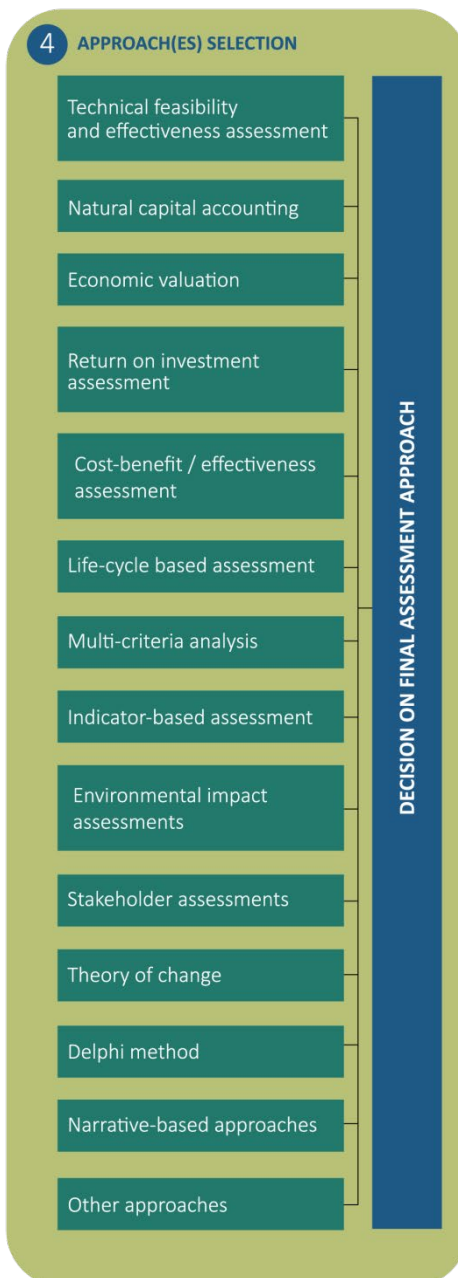 4 APPROACH(ES) SELECTION
Technical feasibility
and effectiveness assessment
Natural capital accounting
Economic valuation
Return on investment
assessment
Cost-benefit / effectiveness
assessment
Life-cycle based assessment
Multi-criteria analysis
Indicator-based assessment
Environmental impact
assessments
Stakeholder assessments
Theory of change
Delphi method
Narrative-based approaches
Other approaches
DECISION ON FINAL ASSESSMENT APPROACH